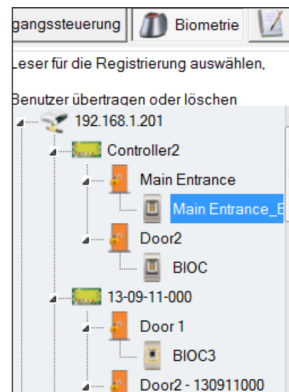 gangssteuerung Biometrie
Leser für die Registrierung auswählen,
Benutzer übertragen oder löschen
192.168.1.201
Controller2
Main Entrance
Main Entrance_B
Door2
BIOC
13-09-11-000
Door 1
BIOC3
Door2 - 130911000